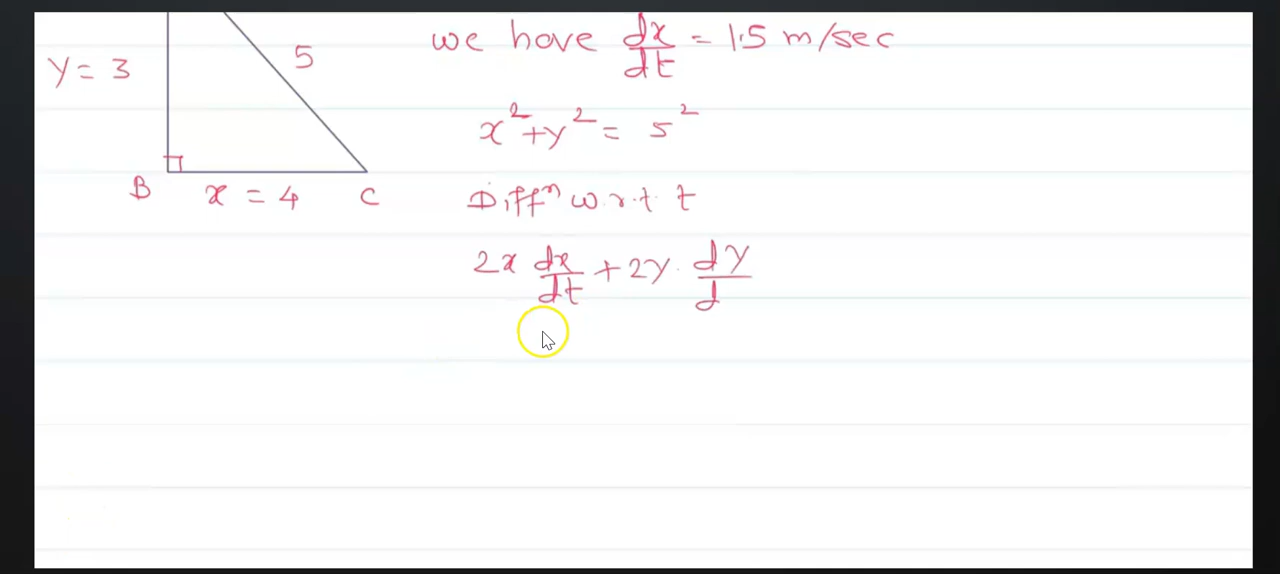 we have dx/dt = 1.5 m/sec
y = 3
5
x² + y² = 5²
B
x = 4
C
Diffⁿ w.r.t. t
2x dx/dt + 2y. dy/d